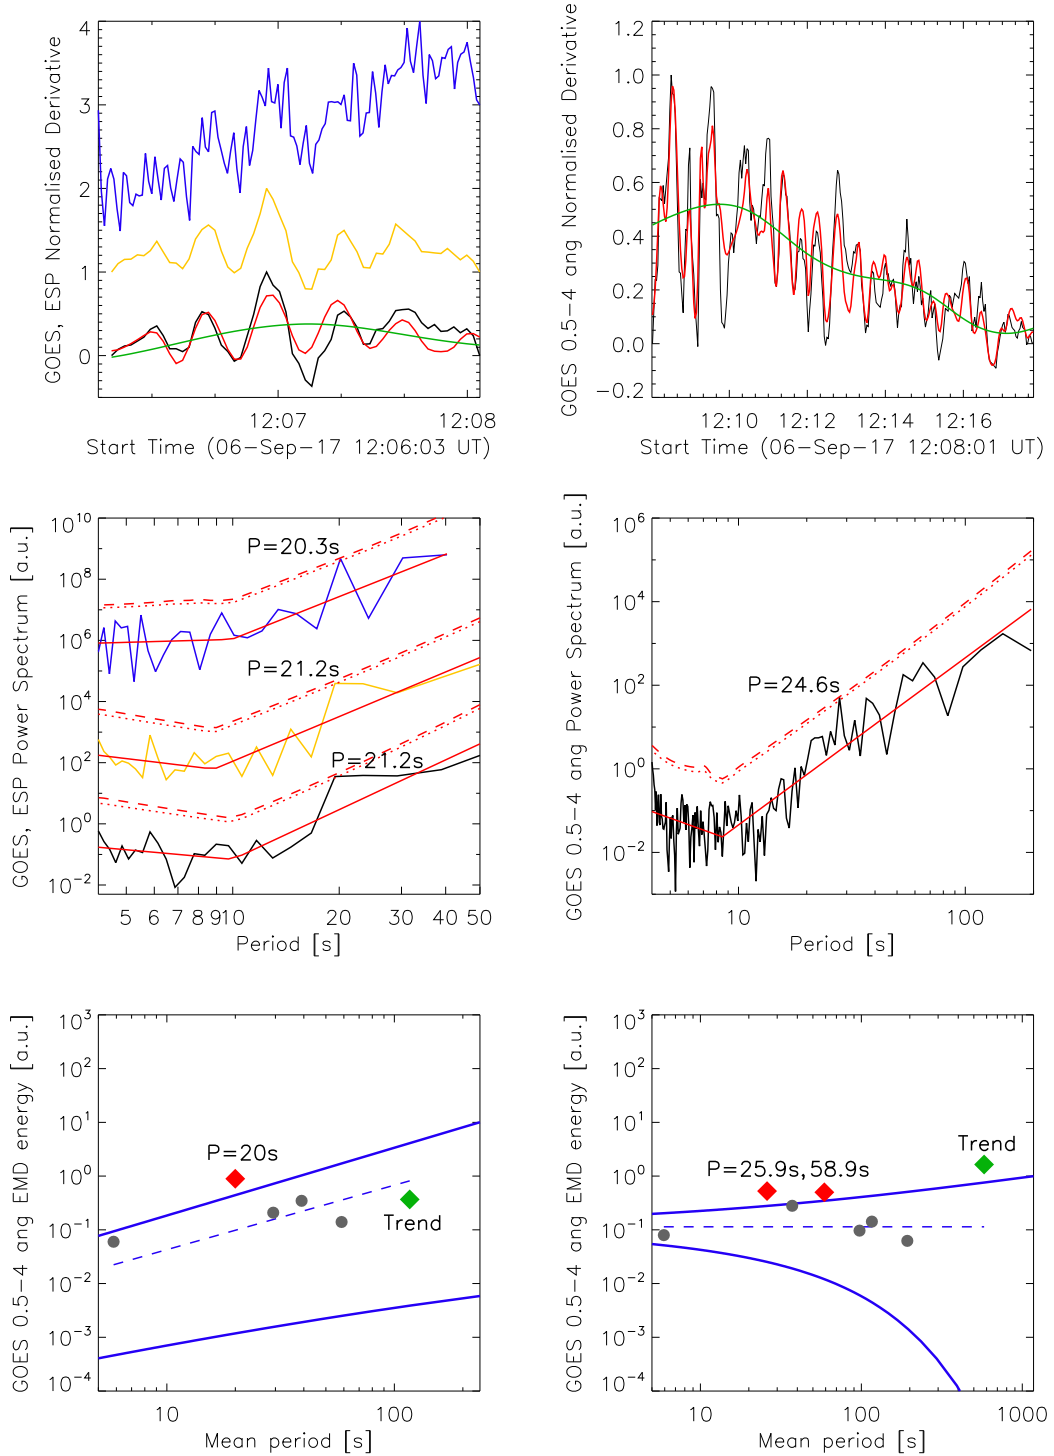 GOES, ESP Normalised Derivative
4
3
2
1
0
12:07 12:08
Start Time (06-Sep-17 12:06:03 UT)
GOES 0.5-4 ang Normalised Derivative
1.2
1.0
0.8
0.6
0.4
0.2
0.0
-0.2
12:10 12:12 12:14 12:16
Start Time (06-Sep-17 12:08:01 UT)
GOES, ESP Power Spectrum [a.u.]
10^10
10^8
10^6
10^4
10^2
10^0
10^-2
P=20.3s
P=21.2s
P=21.2s
5 6 7 8 9 10 20 30 40 50
Period [s]
GOES 0.5-4 ang Power Spectrum [a.u.]
10^6
10^4
10^2
10^0
10^-2
P=24.6s
10 100
Period [s]
GOES 0.5-4 ang EMD energy [a.u.]
10^3
10^2
10^1
10^0
10^-1
10^-2
10^-3
10^-4
P=20s
Trend
10 100
Mean period [s]
GOES 0.5-4 ang EMD energy [a.u.]
10^3
10^2
10^1
10^0
10^-1
10^-2
10^-3
10^-4
Trend
P=25.9s,58.9s
10 100 1000
Mean period [s]